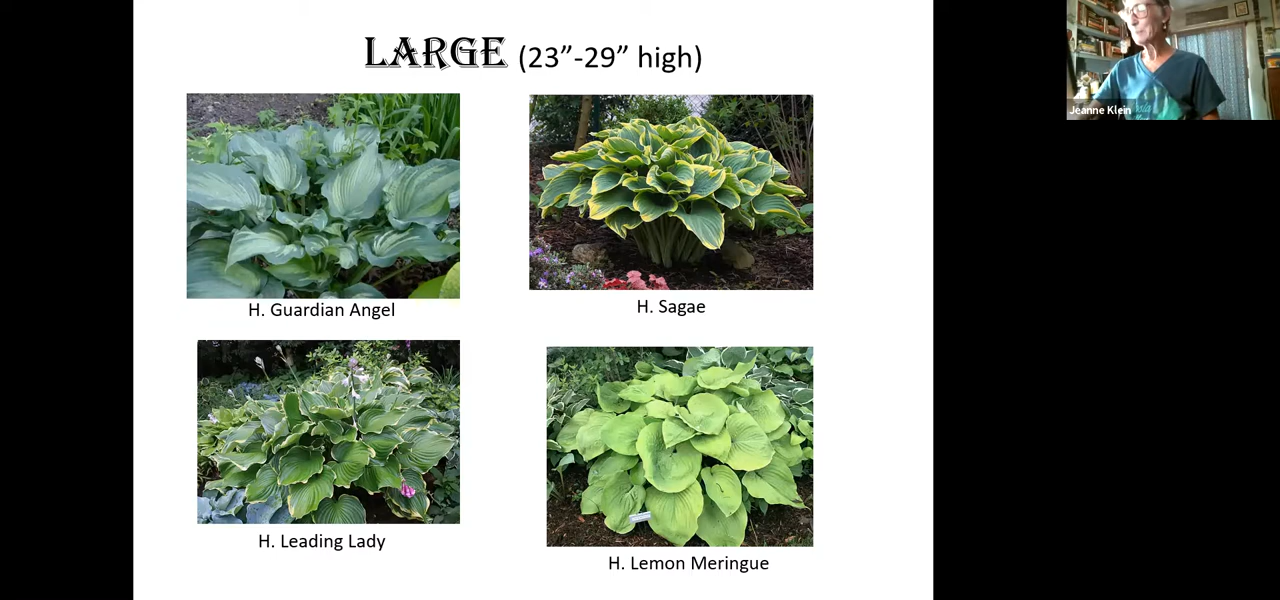 LARGE (23”-29” high)
Jeanne Klein
H. Guardian Angel
H. Sagae
H. Leading Lady
H. Lemon Meringue